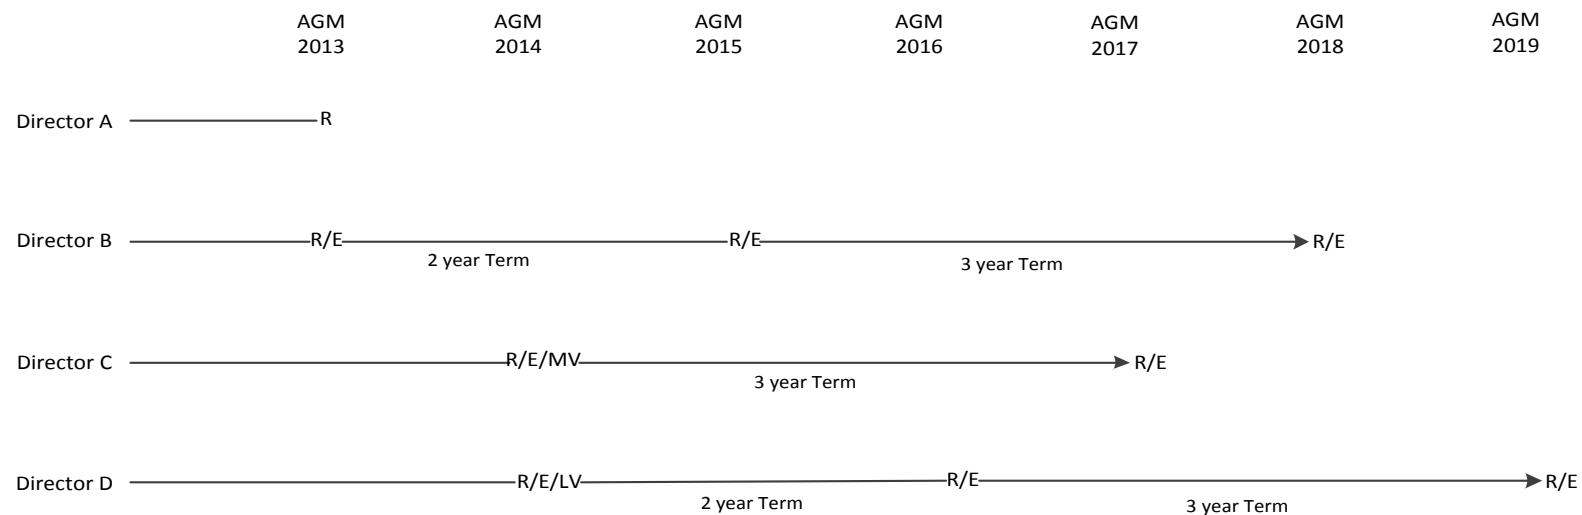 AGM 2013
AGM 2014
AGM 2015
AGM 2016
AGM 2017
AGM 2018
AGM 2019
Director A R
Director B R/E R/E R/E
2 year Term 3 year Term
Director C R/E/MV R/E
3 year Term
Director D R/E/LV R/E R/E
2 year Term 3 year Term